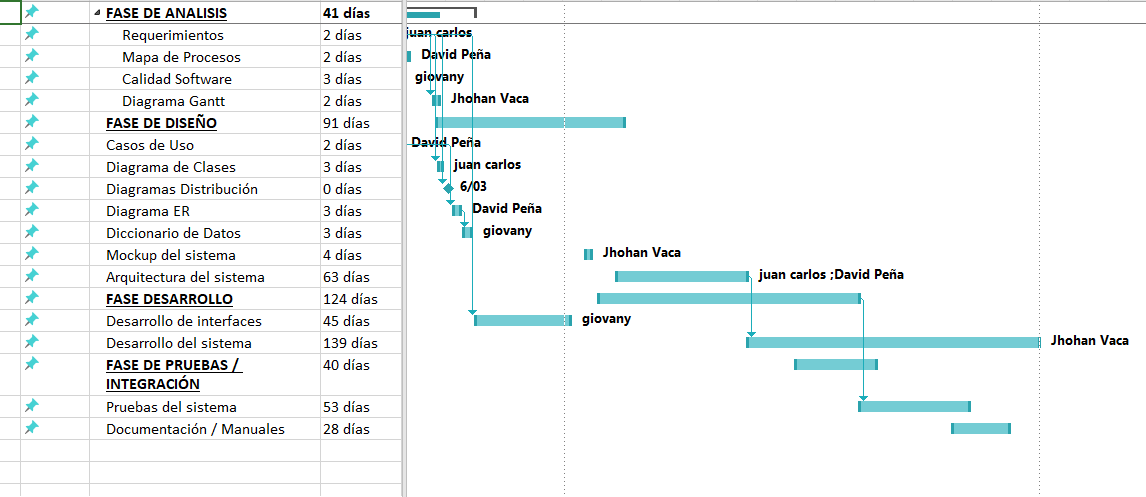 FASE DE ANALISIS 41 días
Requerimientos 2 días juan carlos
Mapa de Procesos 2 días David Peña
Calidad Software 3 días giovany
Diagrama Gantt 2 días Jhohan Vaca
FASE DE DISEÑO 91 días
Casos de Uso 2 días David Peña
Diagrama de Clases 3 días juan carlos
Diagramas Distribución 0 días 6/03
Diagrama ER 3 días David Peña
Diccionario de Datos 3 días giovany
Mockup del sistema 4 días Jhohan Vaca
Arquitectura del sistema 63 días juan carlos ;David Peña
FASE DESARROLLO 124 días
Desarrollo de interfaces 45 días giovany
Desarrollo del sistema 139 días Jhohan Vaca
FASE DE PRUEBAS / 40 días
INTEGRACIÓN
Pruebas del sistema 53 días
Documentación / Manuales 28 días